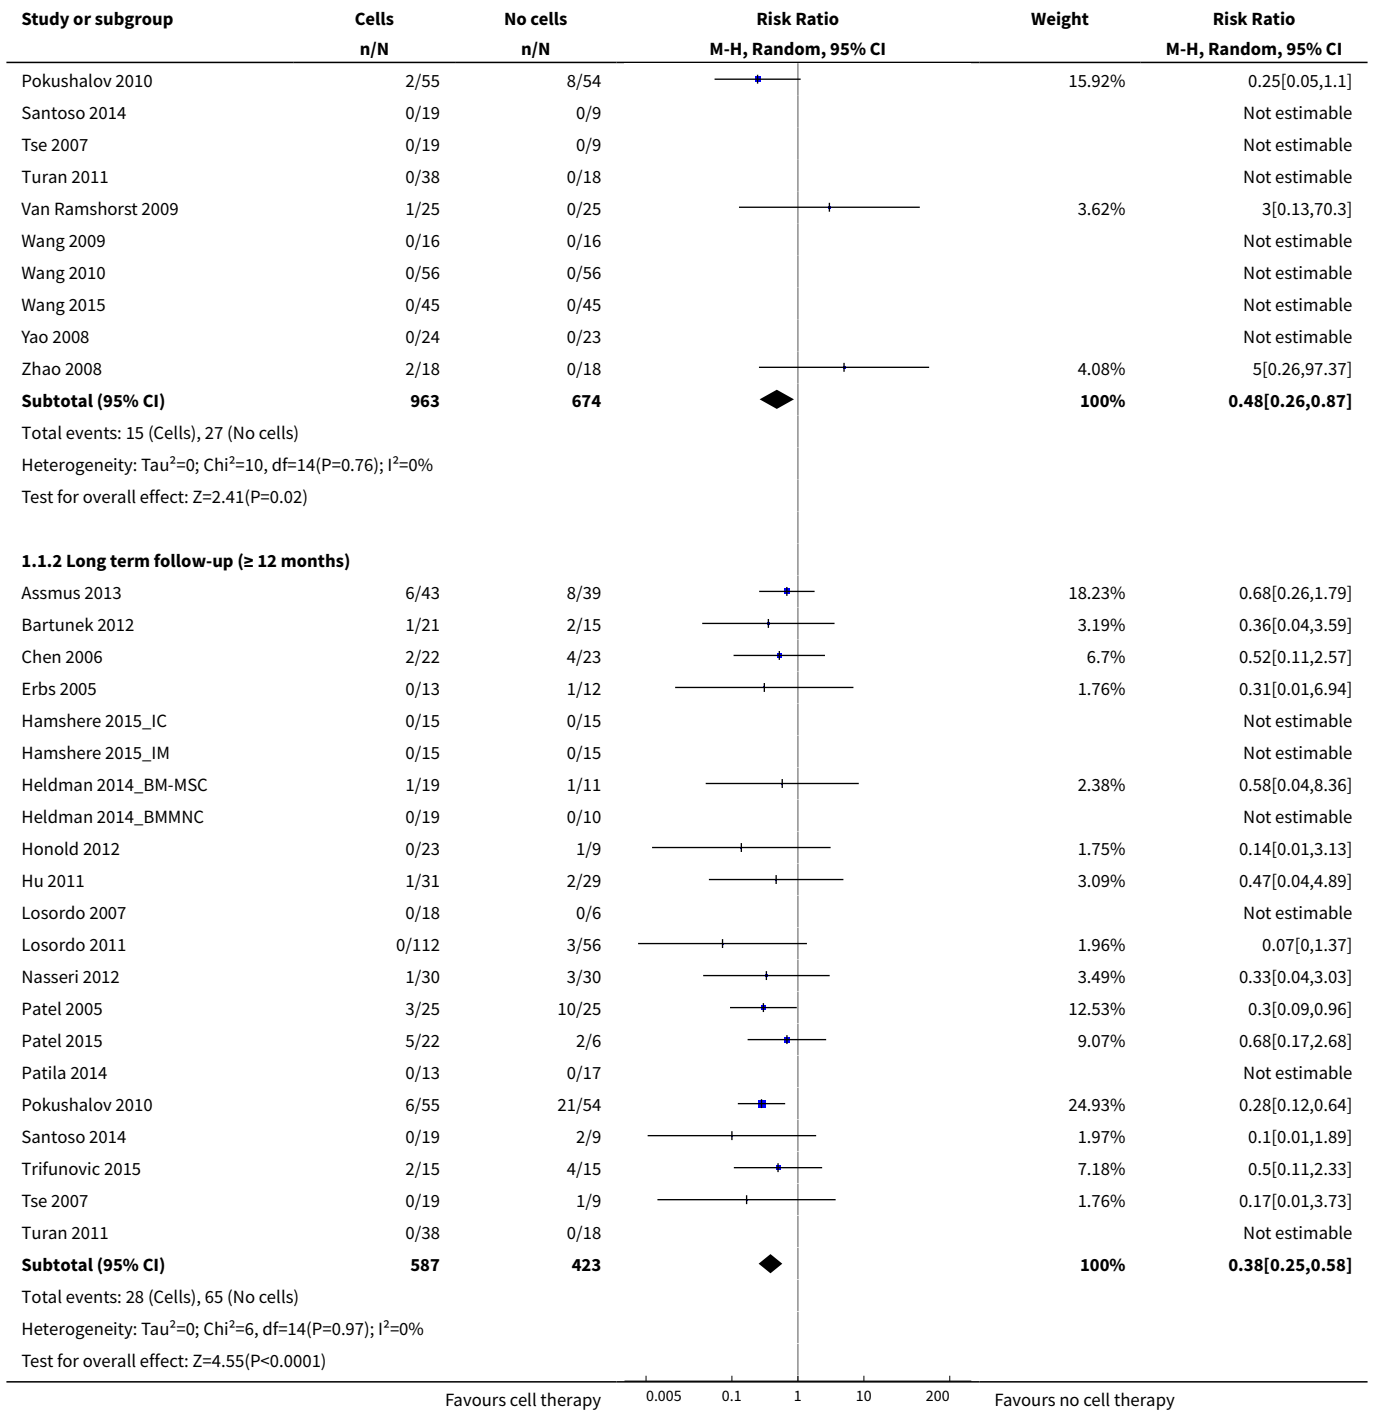 Study or subgroup Cells No cells Risk Ratio Weight Risk Ratio
n/N n/N M-H, Random, 95% CI M-H, Random, 95% CI
Pokushalov 2010 2/55 8/54 15.92% 0.25[0.05,1.1]
Santoso 2014 0/19 0/9 Not estimable
Tse 2007 0/19 0/9 Not estimable
Turan 2011 0/38 0/18 Not estimable
Van Ramshorst 2009 1/25 0/25 3.62% 3[0.13,70.3]
Wang 2009 0/16 0/16 Not estimable
Wang 2010 0/56 0/56 Not estimable
Wang 2015 0/45 0/45 Not estimable
Yao 2008 0/24 0/23 Not estimable
Zhao 2008 2/18 0/18 4.08% 5[0.26,97.37]
Subtotal (95% CI) 963 674 100% 0.48[0.26,0.87]
Total events: 15 (Cells), 27 (No cells)
Heterogeneity: Tau²=0; Chi²=10, df=14(P=0.76); I²=0%
Test for overall effect: Z=2.41(P=0.02)
1.1.2 Long term follow-up (≥ 12 months)
Assmus 2013 6/43 8/39 18.23% 0.68[0.26,1.79]
Bartunek 2012 1/21 2/15 3.19% 0.36[0.04,3.59]
Chen 2006 2/22 4/23 6.7% 0.52[0.11,2.57]
Erbs 2005 0/13 1/12 1.76% 0.31[0.01,6.94]
Hamshere 2015_IC 0/15 0/15 Not estimable
Hamshere 2015_IM 0/15 0/15 Not estimable
Heldman 2014_BM-MSC 1/19 1/11 2.38% 0.58[0.04,8.36]
Heldman 2014_BMMNC 0/19 0/10 Not estimable
Honold 2012 0/23 1/9 1.75% 0.14[0.01,3.13]
Hu 2011 1/31 2/29 3.09% 0.47[0.04,4.89]
Losordo 2007 0/18 0/6 Not estimable
Losordo 2011 0/112 3/56 1.96% 0.07[0,1.37]
Nasseri 2012 1/30 3/30 3.49% 0.33[0.04,3.03]
Patel 2005 3/25 10/25 12.53% 0.3[0.09,0.96]
Patel 2015 5/22 2/6 9.07% 0.68[0.17,2.68]
Patila 2014 0/13 0/17 Not estimable
Pokushalov 2010 6/55 21/54 24.93% 0.28[0.12,0.64]
Santoso 2014 0/19 2/9 1.97% 0.1[0.01,1.89]
Trifunovic 2015 2/15 4/15 7.18% 0.5[0.11,2.33]
Tse 2007 0/19 1/9 1.76% 0.17[0.01,3.73]
Turan 2011 0/38 0/18 Not estimable
Subtotal (95% CI) 587 423 100% 0.38[0.25,0.58]
Total events: 28 (Cells), 65 (No cells)
Heterogeneity: Tau²=0; Chi²=6, df=14(P=0.97); I²=0%
Test for overall effect: Z=4.55(P<0.0001)
Favours cell therapy 0.005 0.1 1 10 200 Favours no cell therapy